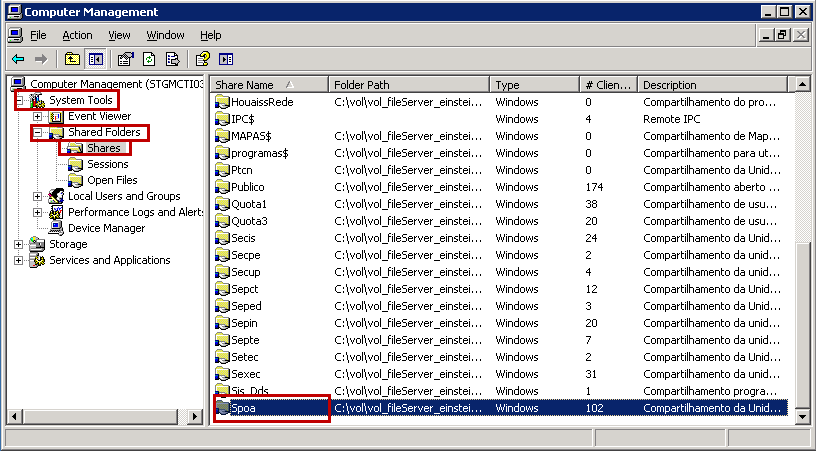 Computer Management
File Action View Window Help
Computer Management (STGMCTI03
System Tools
Event Viewer
Shared Folders
Shares
Sessions
Open Files
Local Users and Groups
Performance Logs and Alerts
Device Manager
Storage
Services and Applications
Share Name Folder Path Type # Clien... Description
HouaissRede C:\vol\vol_fileServer_einstei... Windows 0 Compartilhamento do pro...
IPC$ Windows 4 Remote IPC
MAPAS$ C:\vol\vol_fileServer_einstei... Windows 0 Compartilhamento de Map...
programas$ C:\vol\vol_fileServer_einstei... Windows 0 Compartilhamento para ut...
Ptcn C:\vol\vol_fileServer_einstei... Windows 0 Compartilhamento da Unid...
Publico C:\vol\vol_fileServer_einstei... Windows 174 Compartilhamento aberto ...
Quota1 C:\vol\vol_fileServer_einstei... Windows 38 Compartilhamento de usu...
Quota3 C:\vol\vol_fileServer_einstei... Windows 20 Compartilhamento de usu...
Secis C:\vol\vol_fileServer_einstei... Windows 24 Compartilhamento da Unid...
Secpe C:\vol\vol_fileServer_einstei... Windows 2 Compartilhamento da unid...
Secup C:\vol\vol_fileServer_einstei... Windows 4 Compartilhamento da unid...
Sepct C:\vol\vol_fileServer_einstei... Windows 12 Compartilhamento da Unid...
Seped C:\vol\vol_fileServer_einstei... Windows 3 Compartilhamento da Unid...
Sepin C:\vol\vol_fileServer_einstei... Windows 20 Compartilhamento da unid...
Septe C:\vol\vol_fileServer_einstei... Windows 7 Compartilhamento da unid...
Setec C:\vol\vol_fileServer_einstei... Windows 2 Compartilhamento da Unid...
Sexec C:\vol\vol_fileServer_einstei... Windows 31 Compartilhamento da Unid...
Sis_Dds C:\vol\vol_fileServer_einstei... Windows 1 Compartilhamento progra...
Spoa C:\vol\vol_fileServer_einstei... Windows 102 Compartilhamento da Unid...